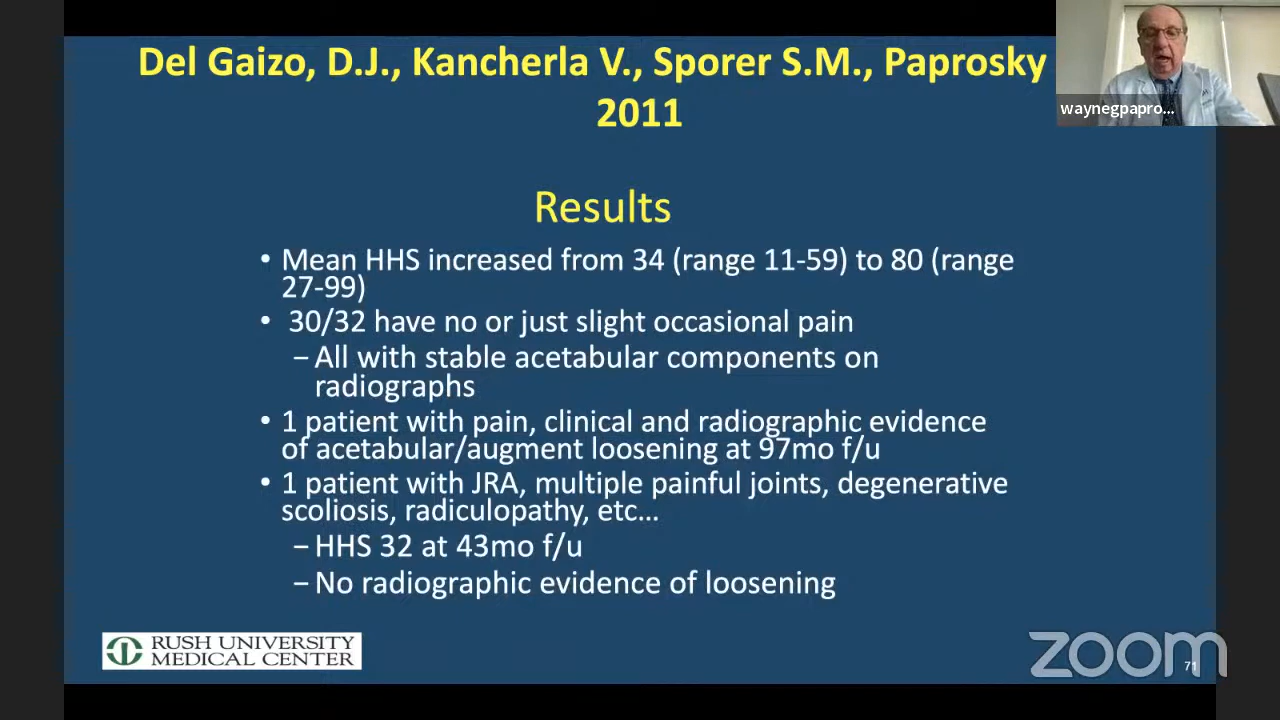 Del Gaizo, D.J., Kancherla V., Sporer S.M., Paprosky
2011
waynegpapro...
Results
• Mean HHS increased from 34 (range 11-59) to 80 (range
27-99)
• 30/32 have no or just slight occasional pain
– All with stable acetabular components on
radiographs
• 1 patient with pain, clinical and radiographic evidence
of acetabular/augment loosening at 97mo f/u
• 1 patient with JRA, multiple painful joints, degenerative
scoliosis, radiculopathy, etc...
– HHS 32 at 43mo f/u
– No radiographic evidence of loosening
RUSH UNIVERSITY
MEDICAL CENTER
zoom
71